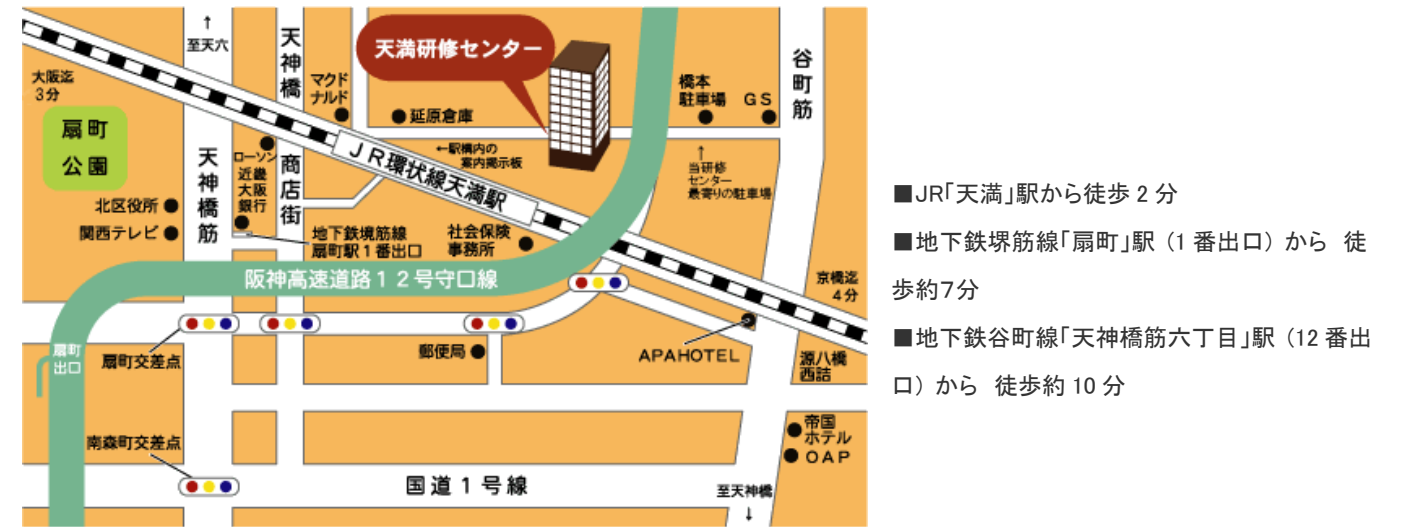 ↑
至天六
天神橋
商店街
マクド
ナルド
天満研修センター
延原倉庫
橋本
駐車場
GS
谷町筋
大阪迄
3分
扇町
公園
天神橋筋
ローソン
近畿
大阪
銀行
JR環状線天満駅
←駅構内の
案内掲示板
↑
当研修
センター
最寄りの駐車場
北区役所
関西テレビ
地下鉄境筋線
扇町駅1番出口
社会保険
事務所
阪神高速道路12号守口線
京橋迄
4分
扇町
出口
扇町交差点
郵便局
APAHOTEL
源八橋
西詰
南森町交差点
帝国
ホテル
OAP
国道1号線
至天神橋
↓
■JR「天満」駅から徒歩 2 分
■地下鉄堺筋線「扇町」駅 (1 番出口) から 徒
歩約7分
■地下鉄谷町線「天神橋筋六丁目」駅 (12 番出
口) から 徒歩約 10 分